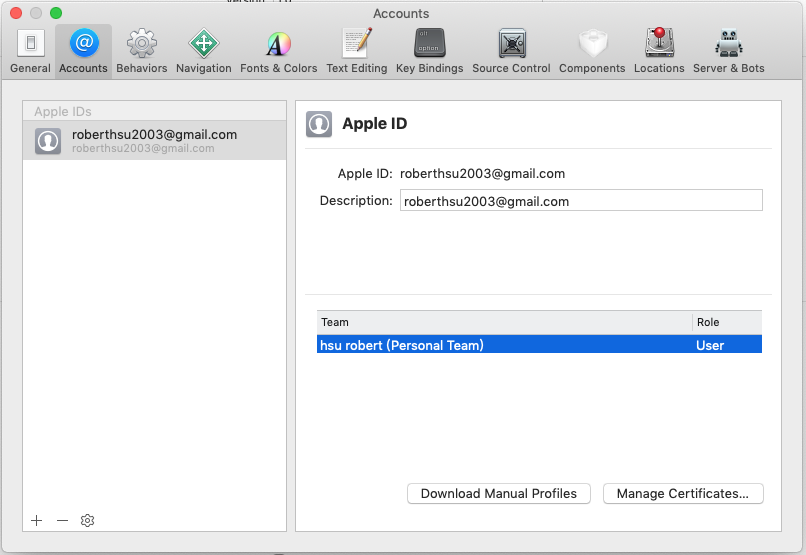 Accounts
General
Accounts
Behaviors
Navigation
Fonts & Colors
Text Editing
Key Bindings
Source Control
Components
Locations
Server & Bots
Apple IDs
roberthsu2003@gmail.com
roberthsu2003@gmail.com
Apple ID
Apple ID: roberthsu2003@gmail.com
Description: roberthsu2003@gmail.com
Team Role
hsu robert (Personal Team) User
Download Manual Profiles
Manage Certificates...